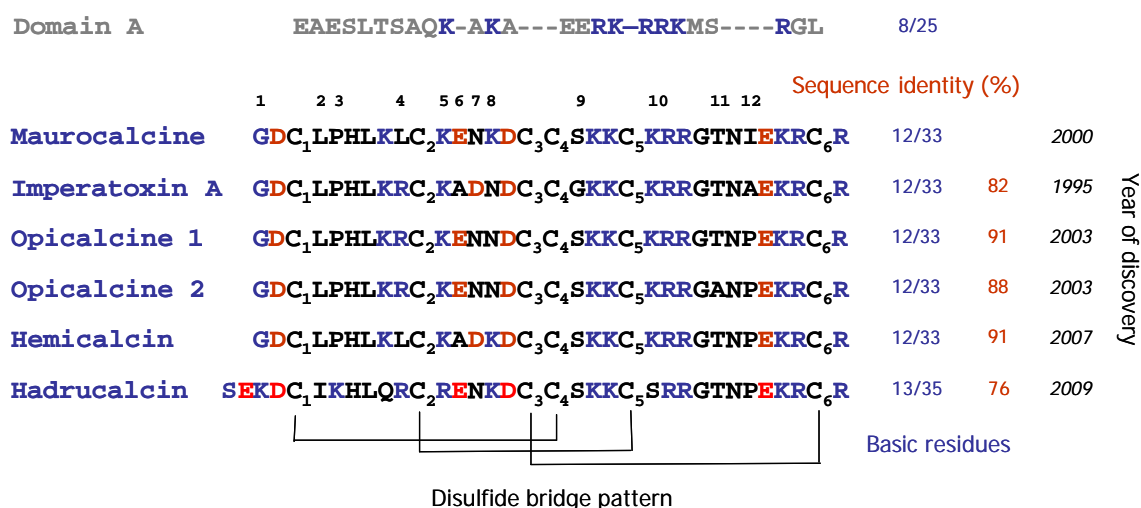 Domain A EAESLTSAQK-AKA---EERK–RRKMS----RGL 8/25
Sequence identity (%)
1 2 3 4 5 6 7 8 9 10 11 12
Maurocalcine GDC1LPHLKLC2KENKDC3C4SKKC5KRRGTNIEKRC6R 12/33 2000
Imperatoxin A GDC1LPHLKRC2KADNDC3C4GKKC5KRRGTNAEKRC6R 12/33 82 1995
Opicalcine 1 GDC1LPHLKRC2KENNDC3C4SKKC5KRRGTNPEKRC6R 12/33 91 2003
Opicalcine 2 GDC1LPHLKRC2KENNDC3C4SKKC5KRRGANPEKRC6R 12/33 88 2003
Hemicalcin GDC1LPHLKLC2KADKDC3C4SKKC5KRRGTNPEKRC6R 12/33 91 2007
Hadrucalcin SEKDC1IKHLQRC2RENKDC3C4SKKC5SRRGTNPEKRC6R 13/35 76 2009
Year of discovery
Basic residues
Disulfide bridge pattern